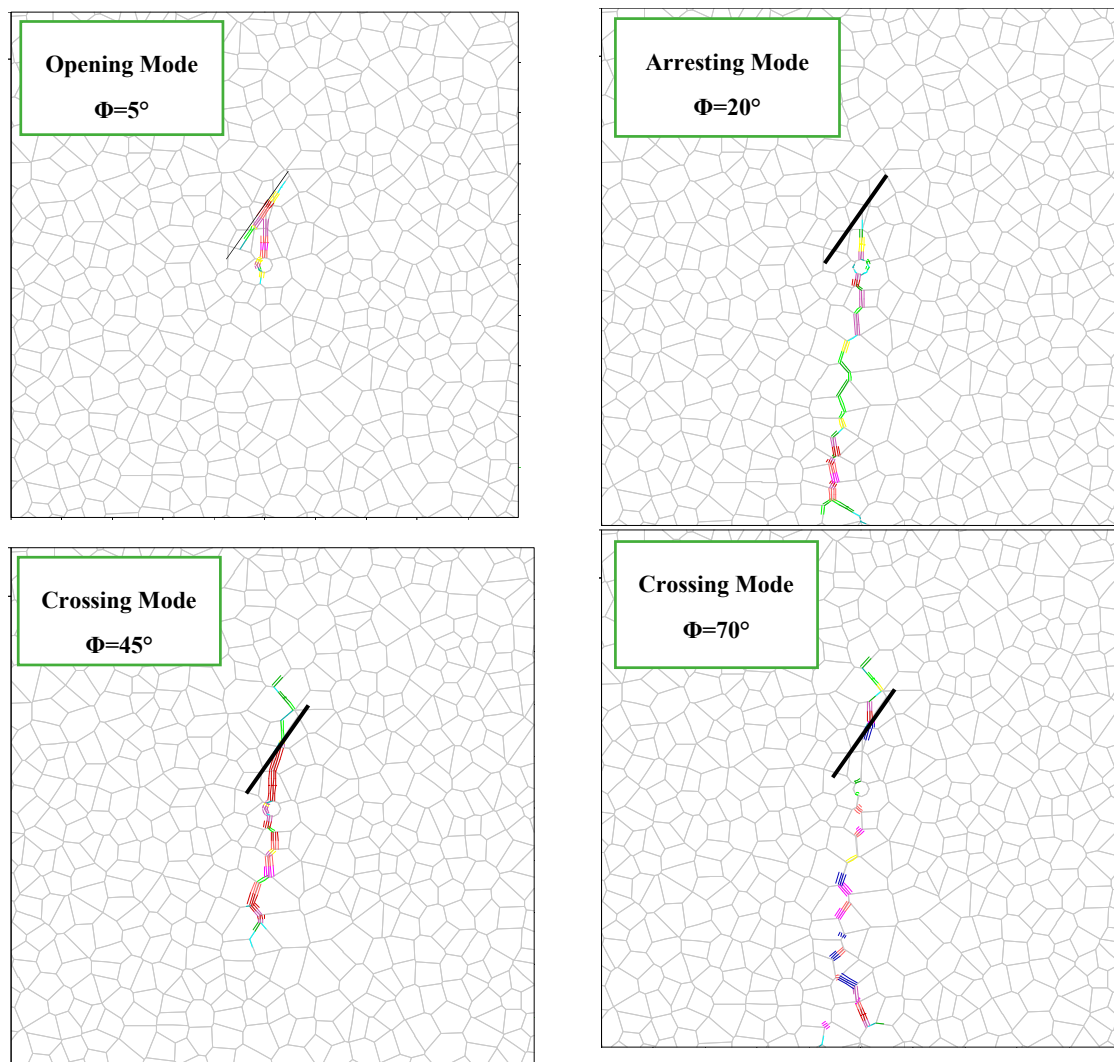 Opening Mode
Φ=5°
Arresting Mode
Φ=20°
Crossing Mode
Φ=45°
Crossing Mode
Φ=70°